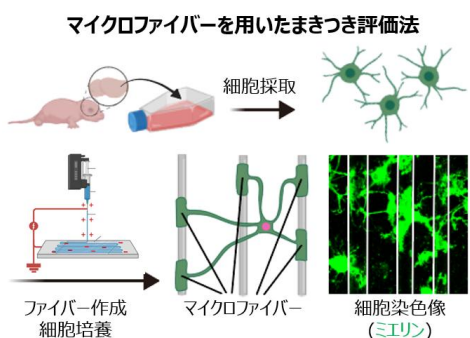 マイクロファイバーを用いたまきつき評価法
細胞採取
ファイバー作成
細胞培養
マイクロファイバー
細胞染色像
(ミエリン)